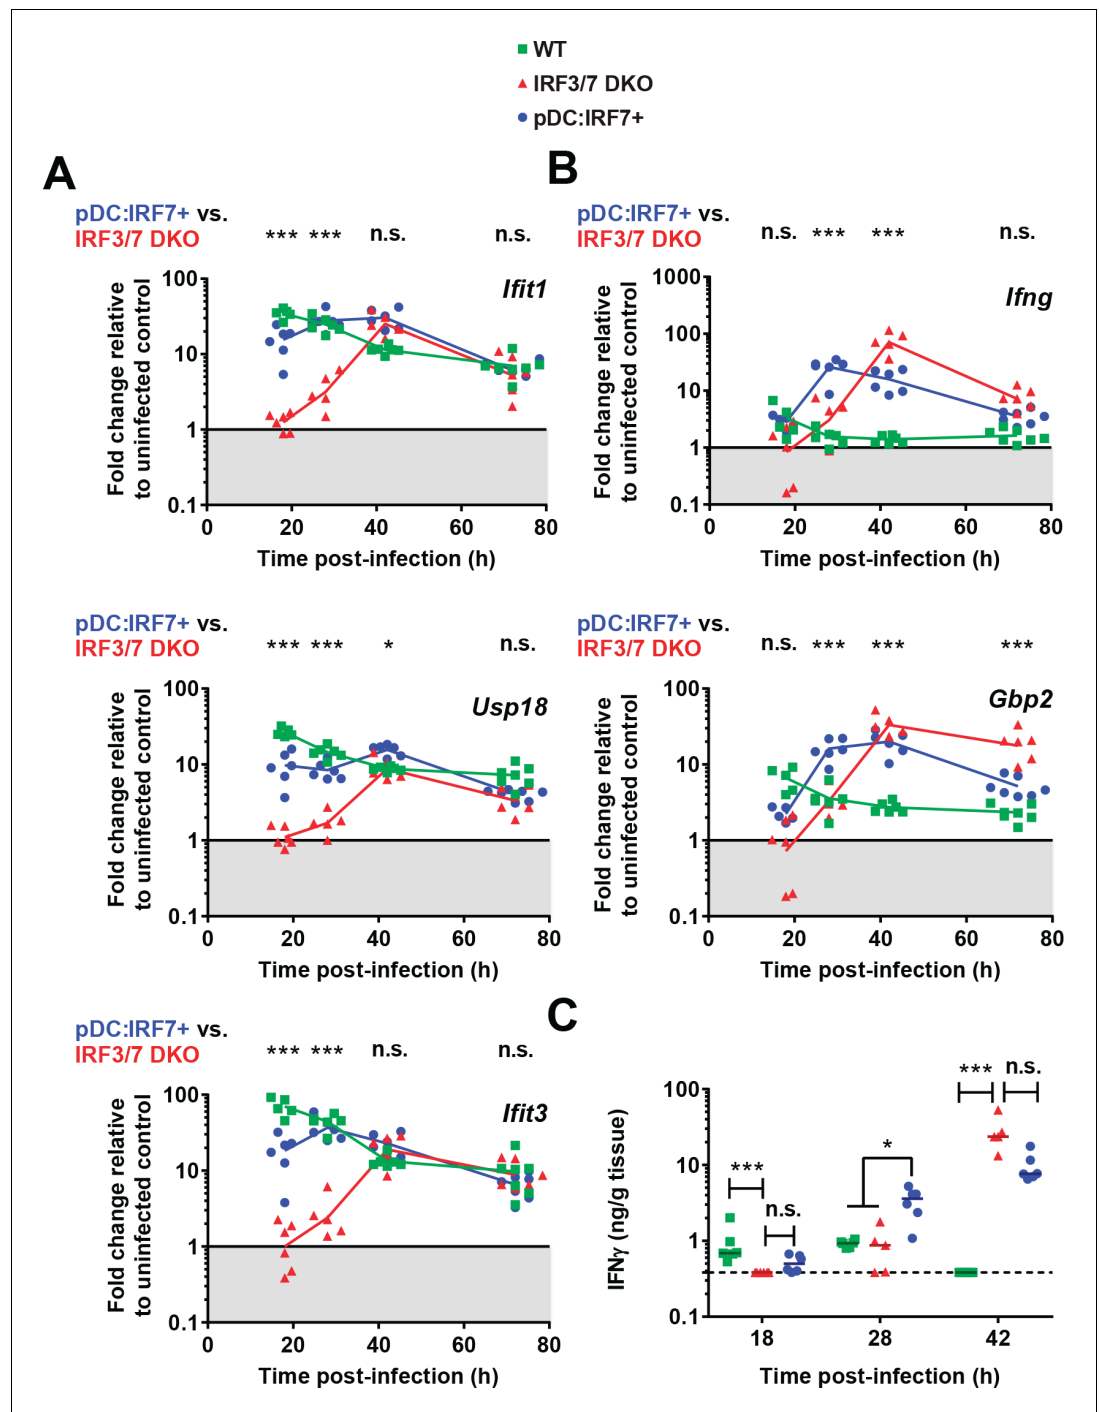 WT
IRF3/7 DKO
pDC:IRF7+
A
pDC:IRF7+ vs.
IRF3/7 DKO
*** *** n.s. n.s.
Fold change relative
to uninfected control
Ifit1
100
10
1
0.1
0 20 40 60 80
Time post-infection (h)
B
pDC:IRF7+ vs.
IRF3/7 DKO
n.s. *** *** n.s.
Fold change relative
to uninfected control
Ifng
1000
100
10
1
0.1
0 20 40 60 80
Time post-infection (h)
pDC:IRF7+ vs.
IRF3/7 DKO
*** *** * n.s.
Fold change relative
to uninfected control
Usp18
100
10
1
0.1
0 20 40 60 80
Time post-infection (h)
pDC:IRF7+ vs.
IRF3/7 DKO
n.s. *** *** ***
Fold change relative
to uninfected control
Gbp2
100
10
1
0.1
0 20 40 60 80
Time post-infection (h)
pDC:IRF7+ vs.
IRF3/7 DKO
*** *** n.s. n.s.
Fold change relative
to uninfected control
Ifit3
100
10
1
0.1
0 20 40 60 80
Time post-infection (h)
C
IFNγ (ng/g tissue)
*** n.s.
*
***
n.s.
100
10
1
0.1
18 28 42
Time post-infection (h)